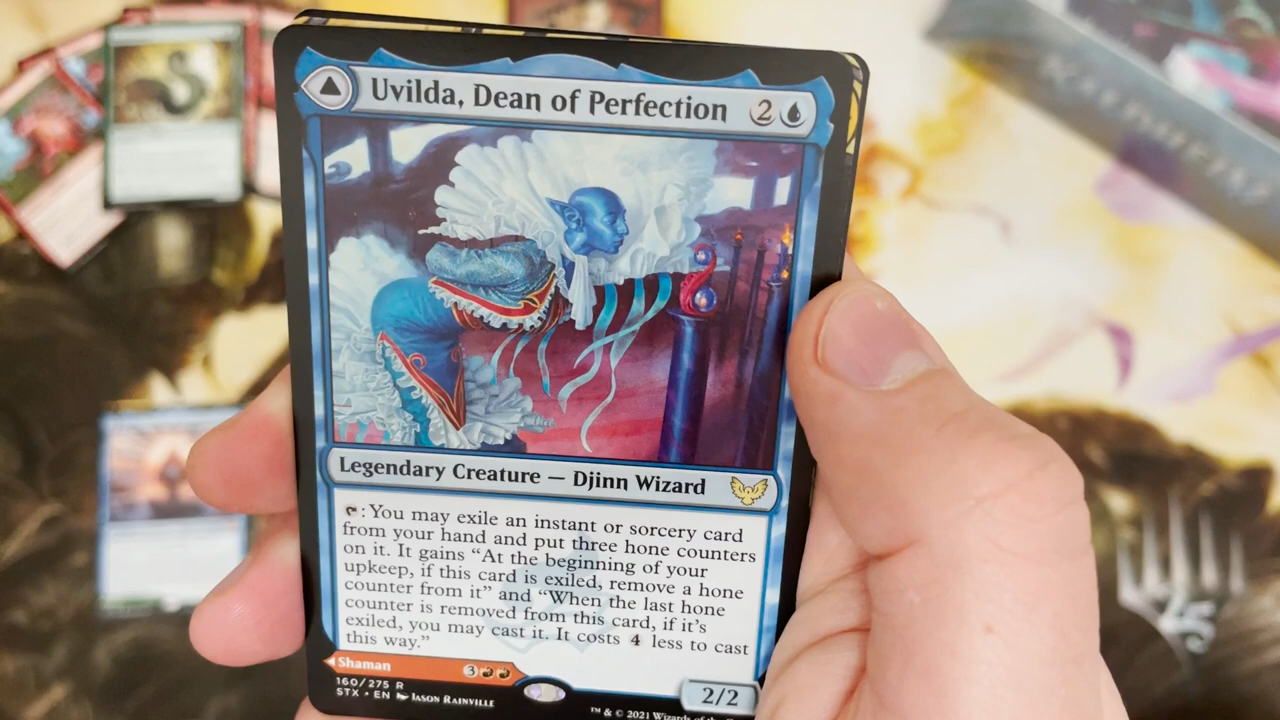 Uvilda, Dean of Perfection 2
Legendary Creature — Djinn Wizard
: You may exile an instant or sorcery card
from your hand and put three hone counters
on it. It gains “At the beginning of your
upkeep, if this card is exiled, remove a hone
counter from it” and “When the last hone
counter is removed from this card, if it's
exiled, you may cast it. It costs 4 less to cast
this way.”
Shaman 3
160/275 R
STX • EN JASON RAINVILLE
2/2
™ & © 2021 Wizards of the
KALDHEIM